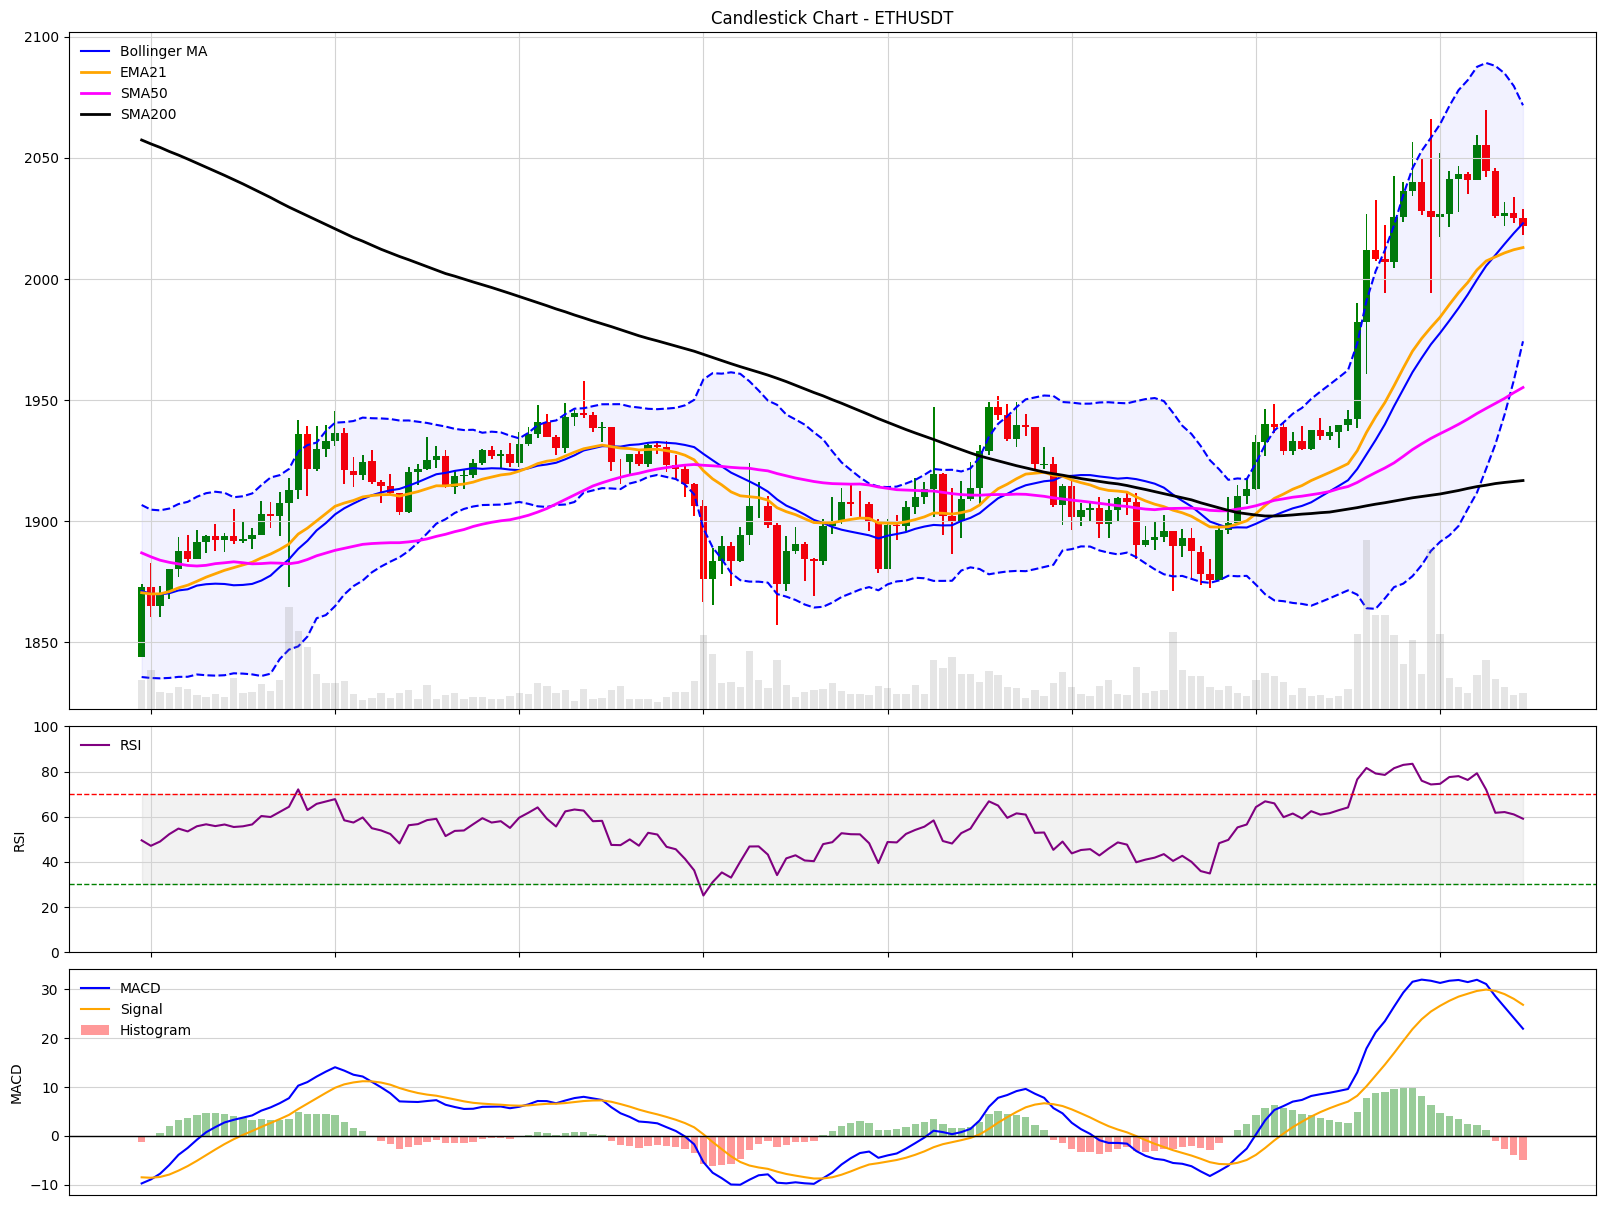 Candlestick Chart - ETHUSDT
2100
2050
2000
1950
1900
1850
Bollinger MA
EMA21
SMA50
SMA200
100
80
60
40
20
0
RSI
RSI
30
20
10
0
−10
MACD
MACD
Signal
Histogram